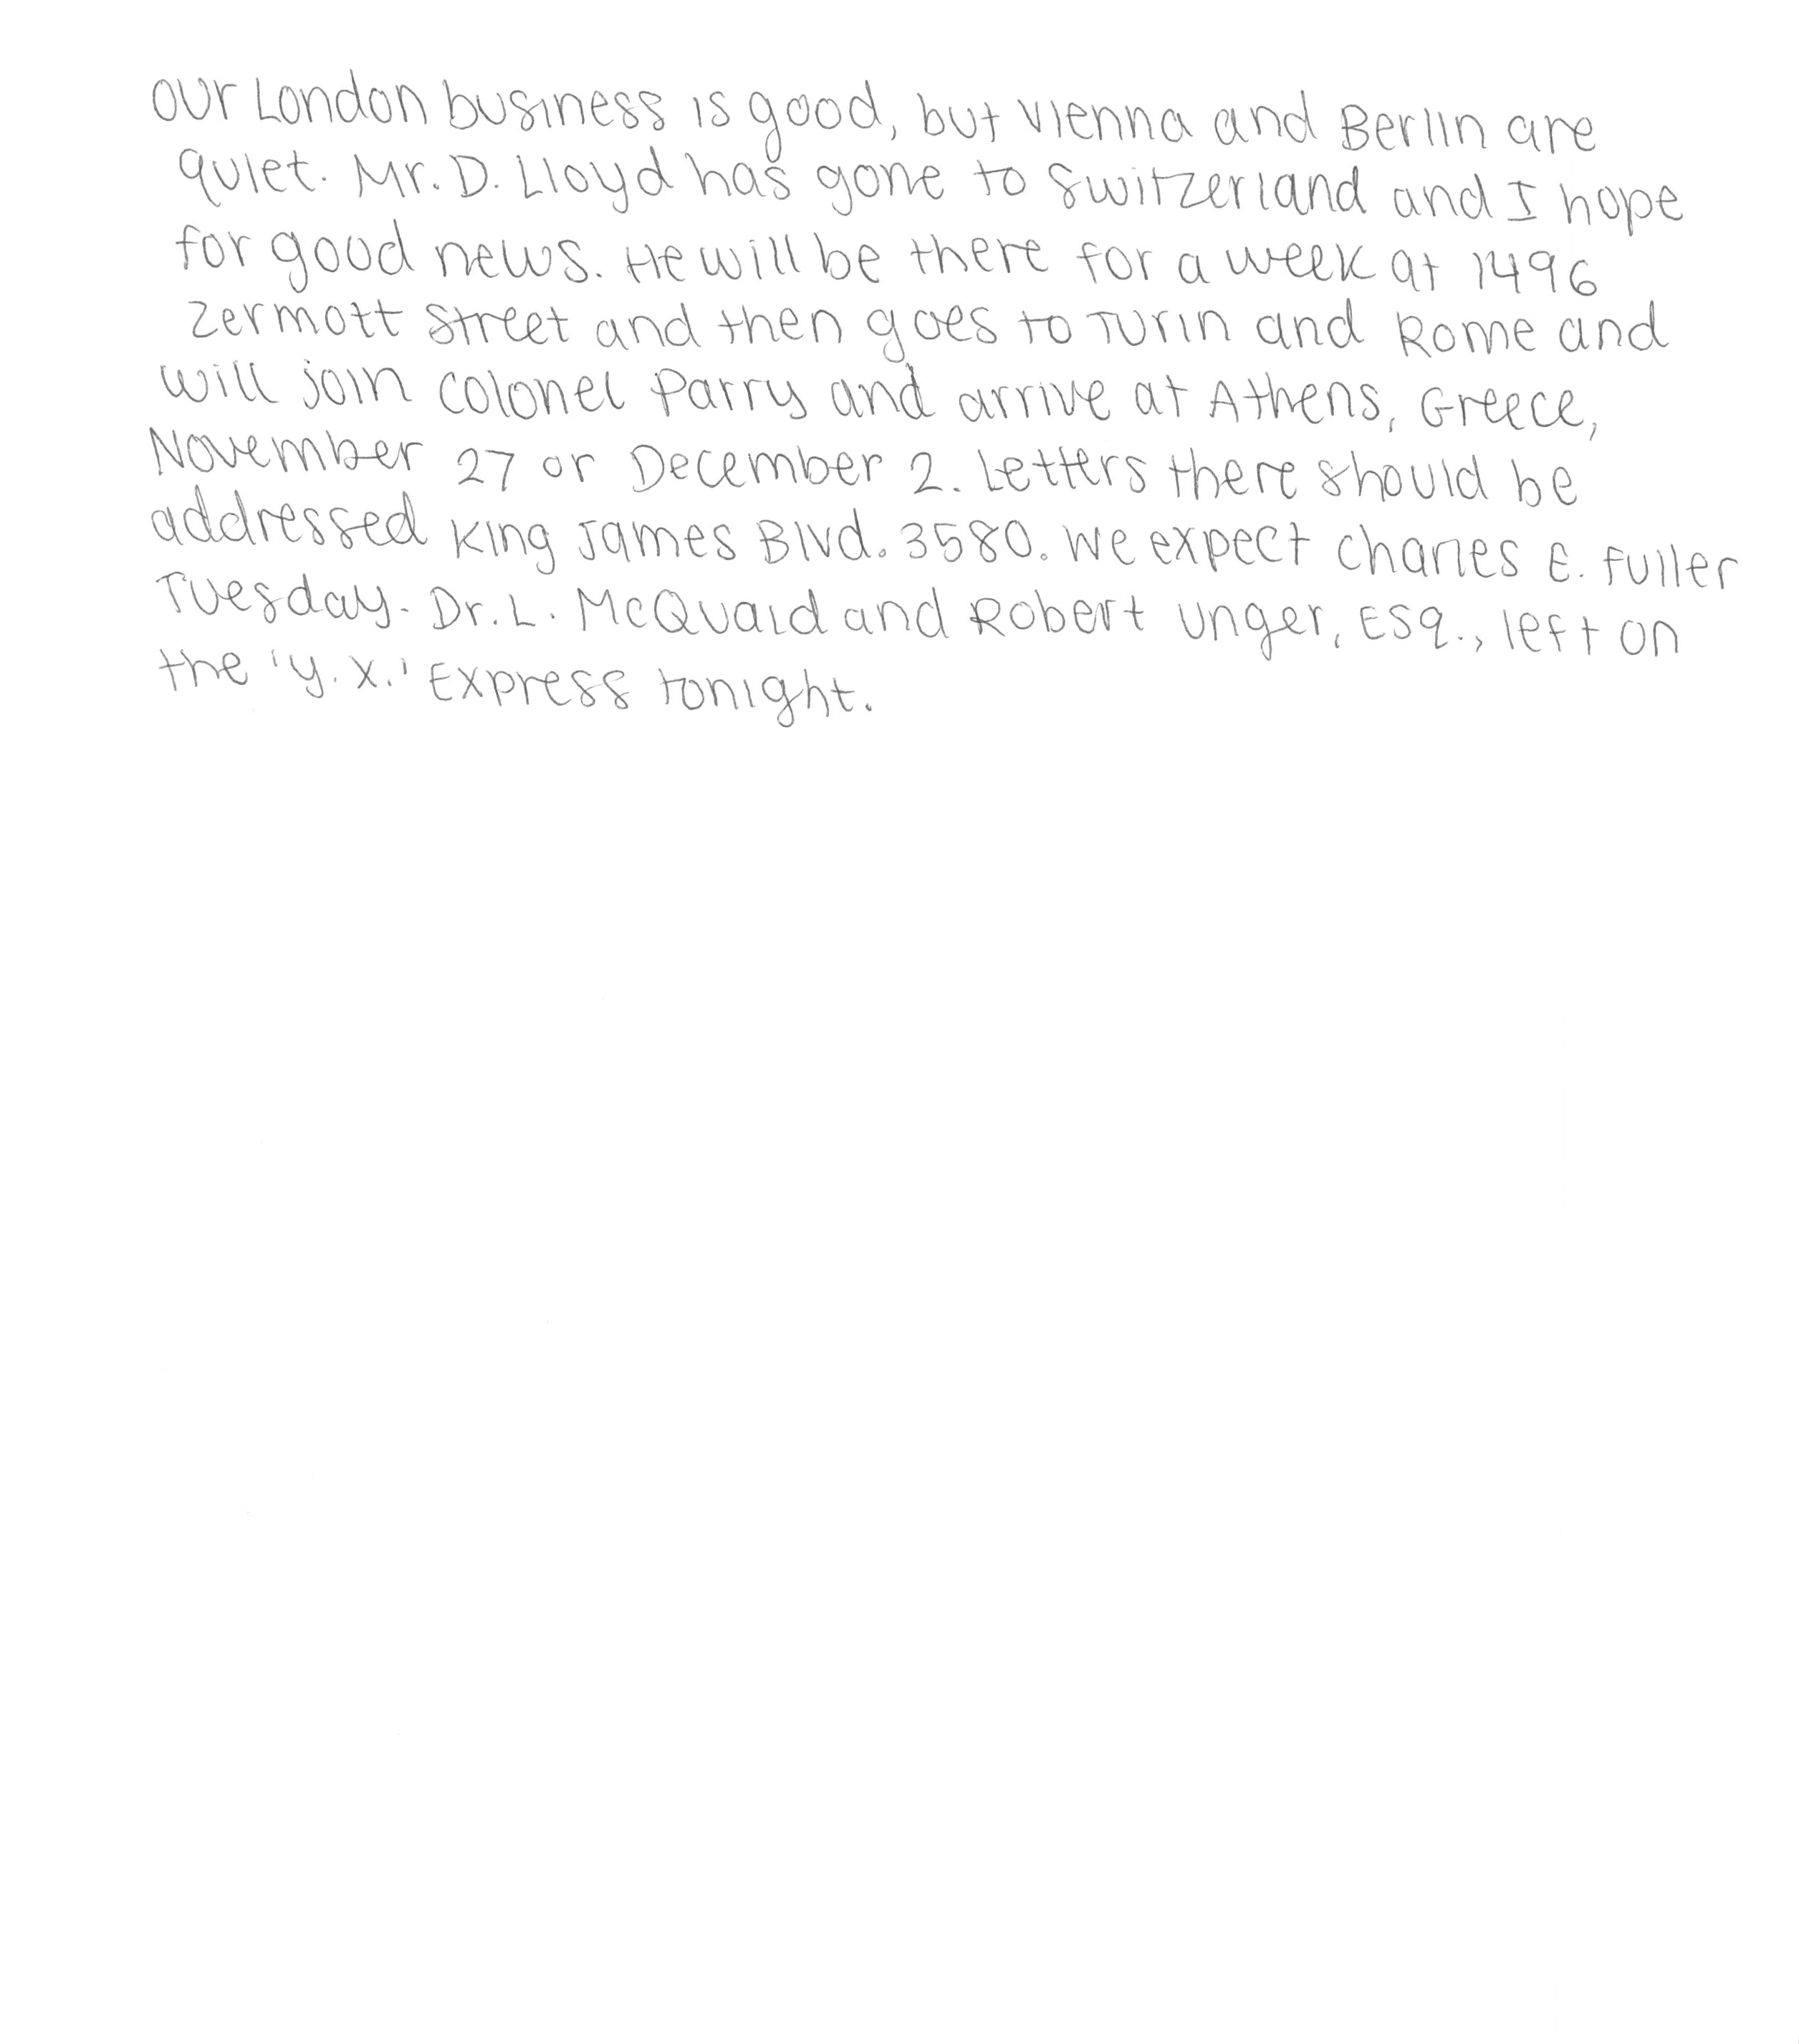 Our London business is good, but Vienna and Berlin are
quiet. Mr. D. Lloyd has gone to Switzerland and I hope
for good news. He will be there for a week at 1496
Zermott Street and then goes to Turin and Rome and
will join Colonel Parry and arrive at Athens, Greece,
November 27 or December 2. Letters there should be
addressed King James Blvd. 3580. We expect Charles E. Fuller
Tuesday. Dr. L. McQuaid and Robert Unger, Esq., left on
the 'Y.X.' Express tonight.